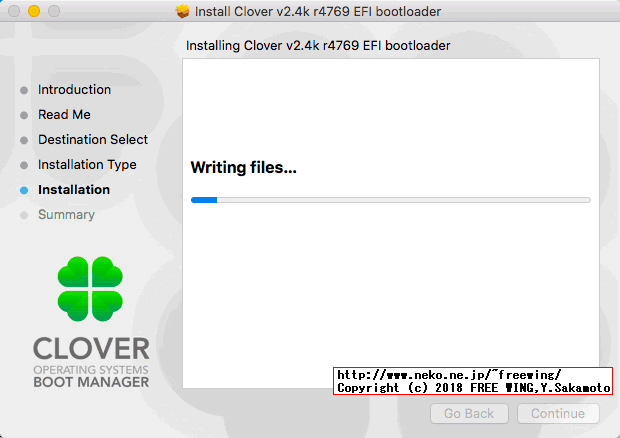 Install Clover v2.4k r4769 EFI bootloader
Installing Clover v2.4k r4769 EFI bootloader
Introduction
Read Me
Destination Select
Installation Type
Installation
Summary
Writing files...
CLOVER
OPERATING SYSTEMS
BOOT MANAGER
http://www.neko.ne.jp/~freewing/
Copyright (c) 2018 FREE WING,Y.Sakamoto
Go Back
Continue